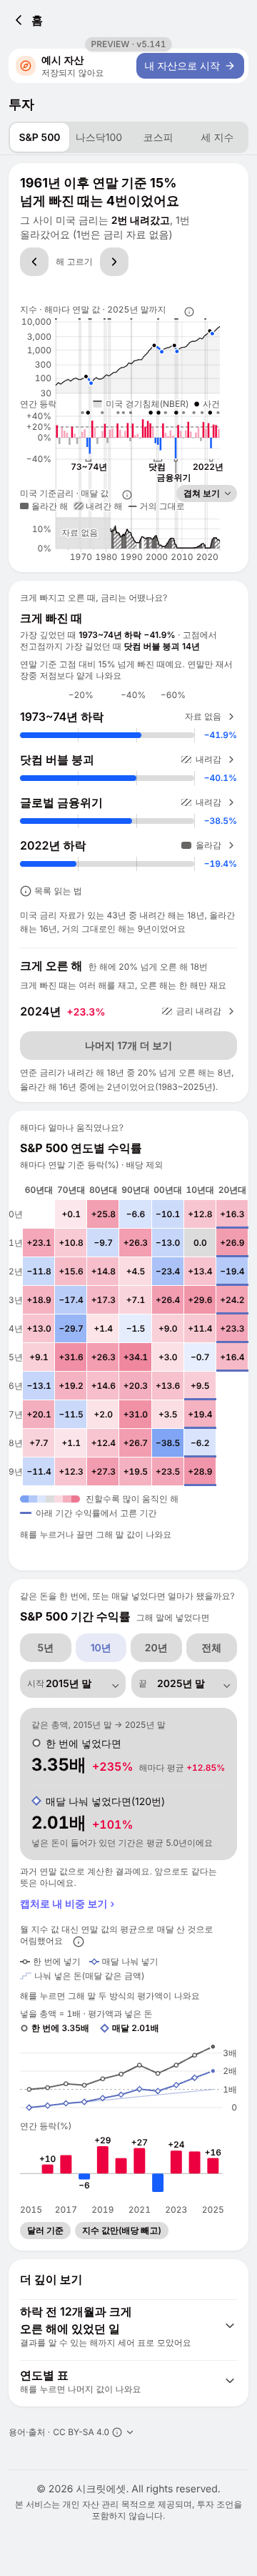 홈
PREVIEW · v5.141
예시 자산
저장되지 않아요
내 자산으로 시작
투자
S&P 500
나스닥100
코스피
세 지수
1961년 이후 연말 기준 15%
넘게 빠진 때는 4번이었어요
그 사이 미국 금리는 2번 내려갔고, 1번
올라갔어요 (1번은 금리 자료 없음)
해 고르기
지수 · 해마다 연말 값 · 2025년 말까지
10,000
3,000
1,000
300
100
30
연간 등락
미국 경기침체(NBER)
사건
+40%
+20%
0%
−40%
73~74년
닷컴
2022년
금융위기
미국 기준금리 · 매달 값
겹쳐 보기
올라간 해
내려간 해
거의 그대로
10%
자료 없음
0%
1970 1980 1990 2000 2010 2020
크게 빠지고 오른 때, 금리는 어땠나요?
크게 빠진 때
가장 깊었던 때 1973~74년 하락 −41.9% · 고점에서
전고점까지 가장 길었던 때 닷컴 버블 붕괴 14년
연말 기준 고점 대비 15% 넘게 빠진 때예요. 연말만 재서
장중 저점보다 얕게 나와요
−20%
−40%
−60%
1973~74년 하락
자료 없음
−41.9%
닷컴 버블 붕괴
내려감
−40.1%
글로벌 금융위기
내려감
−38.5%
2022년 하락
올라감
−19.4%
목록 읽는 법
미국 금리 자료가 있는 43년 중 내려간 해는 18년, 올라간
해는 16년, 거의 그대로인 해는 9년이었어요
크게 오른 해 한 해에 20% 넘게 오른 해 18번
크게 빠진 때는 여러 해를 재고, 오른 해는 한 해만 재요
2024년 +23.3%
금리 내려감
나머지 17개 더 보기
연준 금리가 내려간 해 18년 중 20% 넘게 오른 해는 8년,
올라간 해 16년 중에는 2년이었어요(1983~2025년).
해마다 얼마나 움직였나요?
S&P 500 연도별 수익률
해마다 연말 기준 등락(%) · 배당 제외
60년대 70년대 80년대 90년대 00년대 10년대 20년대
0년 +0.1 +25.8 −6.6 −10.1 +12.8 +16.3
1년 +23.1 +10.8 −9.7 +26.3 −13.0 0.0 +26.9
2년 −11.8 +15.6 +14.8 +4.5 −23.4 +13.4 −19.4
3년 +18.9 −17.4 +17.3 +7.1 +26.4 +29.6 +24.2
4년 +13.0 −29.7 +1.4 −1.5 +9.0 +11.4 +23.3
5년 +9.1 +31.6 +26.3 +34.1 +3.0 −0.7 +16.4
6년 −13.1 +19.2 +14.6 +20.3 +13.6 +9.5
7년 +20.1 −11.5 +2.0 +31.0 +3.5 +19.4
8년 +7.7 +1.1 +12.4 +26.7 −38.5 −6.2
9년 −11.4 +12.3 +27.3 +19.5 +23.5 +28.9
진할수록 많이 움직인 해
아래 기간 수익률에서 고른 기간
해를 누르거나 끌면 그해 말 값이 나와요
같은 돈을 한 번에, 또는 매달 넣었다면 얼마가 됐을까요?
S&P 500 기간 수익률 그해 말에 넣었다면
5년
10년
20년
전체
시작 2015년 말
끝 2025년 말
같은 총액, 2015년 말 → 2025년 말
한 번에 넣었다면
3.35배 +235% 해마다 평균 +12.85%
매달 나눠 넣었다면(120번)
2.01배 +101%
넣은 돈이 들어가 있던 기간은 평균 5.0년이에요
과거 연말 값으로 계산한 결과예요. 앞으로도 같다는
뜻은 아니에요.
캡처로 내 비중 보기 ›
월 지수 값 대신 연말 값의 평균으로 매달 산 것으로
어림했어요
한 번에 넣기
매달 나눠 넣기
나눠 넣은 돈(매달 같은 금액)
해를 누르면 그해 말 두 방식의 평가액이 나와요
넣을 총액 = 1배 · 평가액과 넣은 돈
한 번에 3.35배
매달 2.01배
3배
2배
1배
0
연간 등락(%)
+10
−6
+29
+27
+24
+16
2015 2017 2019 2021 2023 2025
달러 기준
지수 값만(배당 빼고)
더 깊이 보기
하락 전 12개월과 크게
오른 해에 있었던 일
결과를 알 수 있는 해까지 세어 표로 모았어요
연도별 표
해를 누르면 나머지 값이 나와요
용어·출처 · CC BY-SA 4.0
© 2026 시크릿에셋. All rights reserved.
본 서비스는 개인 자산 관리 목적으로 제공되며, 투자 조언을
포함하지 않습니다.